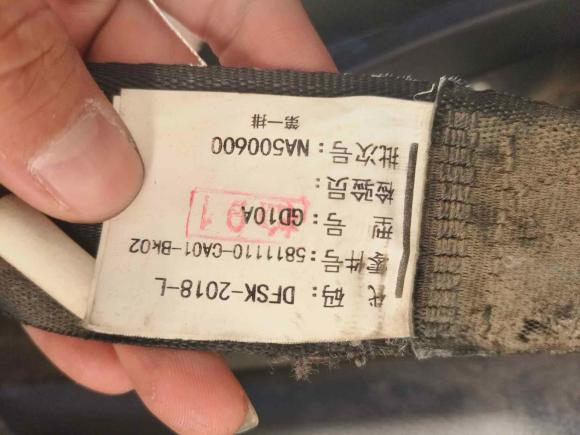 代 码: DFSK-2018-L
零件号: 5811110-CA01-BK02
型 号: GD10A
检验员:
批次号: NA500600
第一排